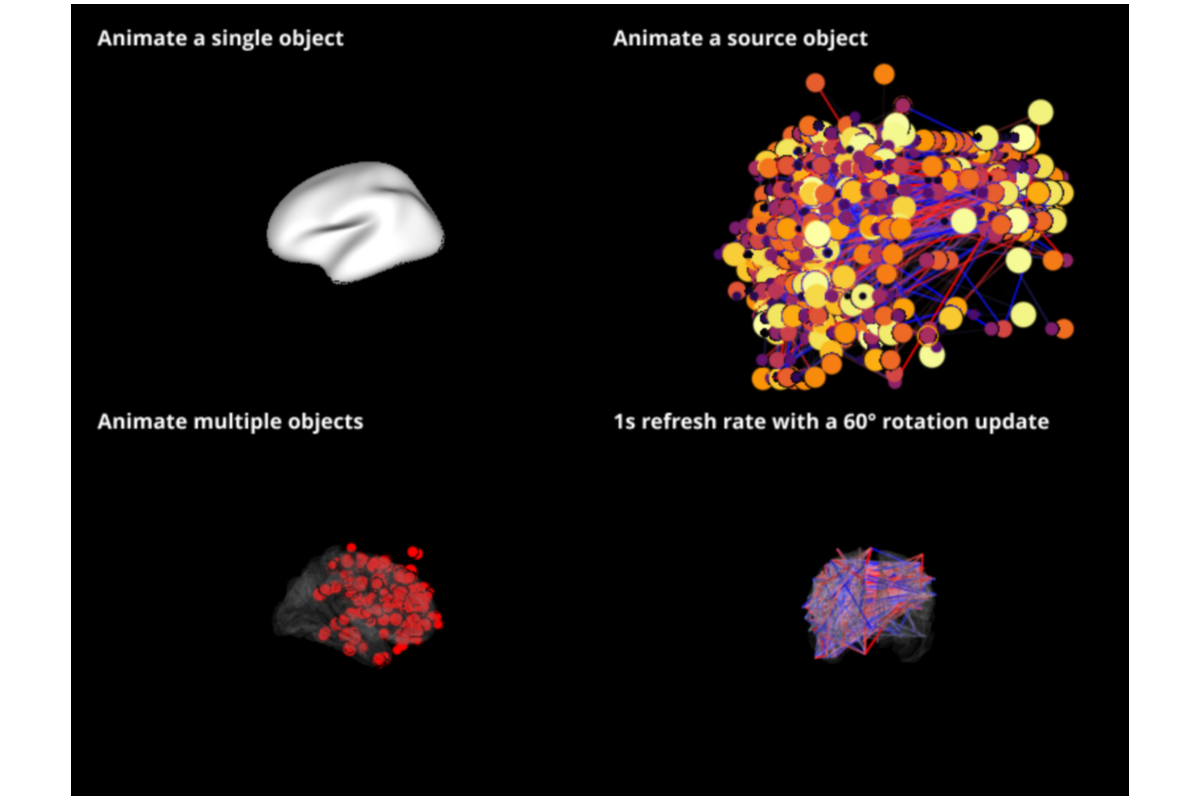 Animate a single object
Animate a source object
Animate multiple objects
1s refresh rate with a 60° rotation update